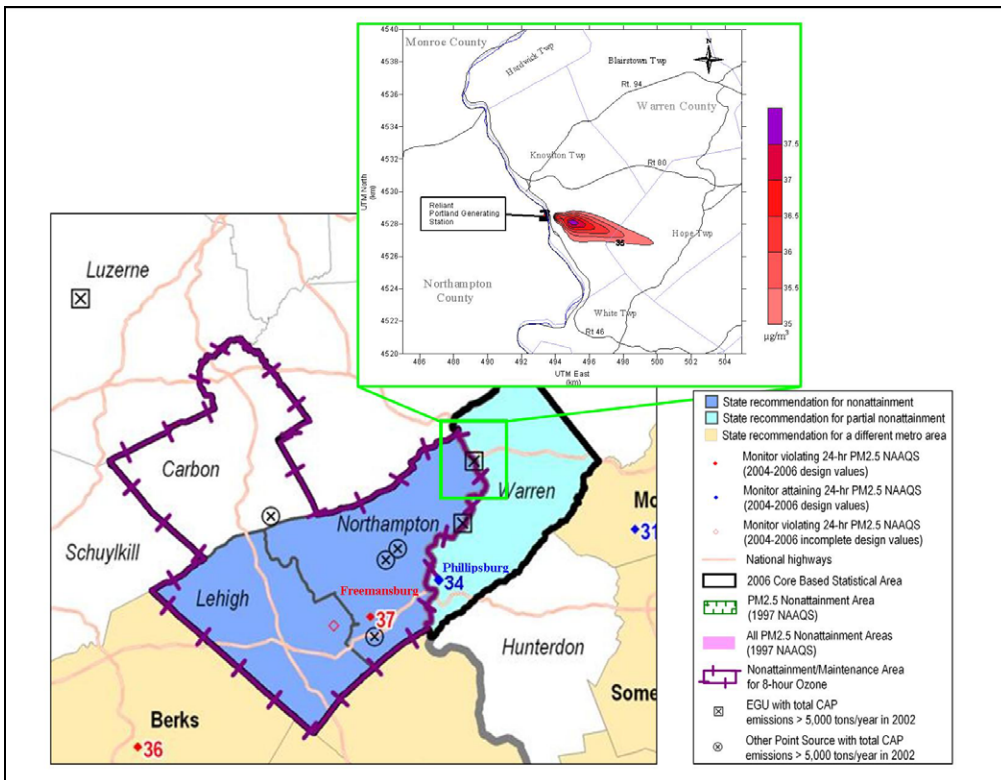 4540
4538
4536
4534
4532
4530
4528
4526
4524
4522
4520
UTM North
(km)
Monroe County
Hardwick Twp
Blairstown Twp
N
Rt. 94
Warren County
Knowlton Twp
Rt 80
Reliant
Portland Generating
Station
Hope Twp
35
Northampton
County
White Twp
Rt 46
486
488
490
492
494
496
498
500
502
504
UTM East
(km)
37.5
37
36.5
36
35.5
35
µg/m³
Luzerne
Carbon
Schuylkill
Northampton
Warren
Phillipsburg
34
Lehigh
Freemansburg
37
Hunterdon
Berks
36
Mo
31
Some
State recommendation for nonattainment
State recommendation for partial nonattainment
State recommendation for a different metro area
Monitor violating 24-hr PM2.5 NAAQS
(2004-2006 design values)
Monitor attaining 24-hr PM2.5 NAAQS
(2004-2006 design values)
Monitor violating 24-hr PM2.5 NAAQS
(2004-2006 incomplete design values)
National highways
2006 Core Based Statistical Area
PM2.5 Nonattainment Area
(1997 NAAQS)
All PM2.5 Nonattainment Areas
(1997 NAAQS)
Nonattainment/Maintenance Area
for 8-hour Ozone
EGU with total CAP
emissions > 5,000 tons/year in 2002
Other Point Source with total CAP
emissions > 5,000 tons/year in 2002